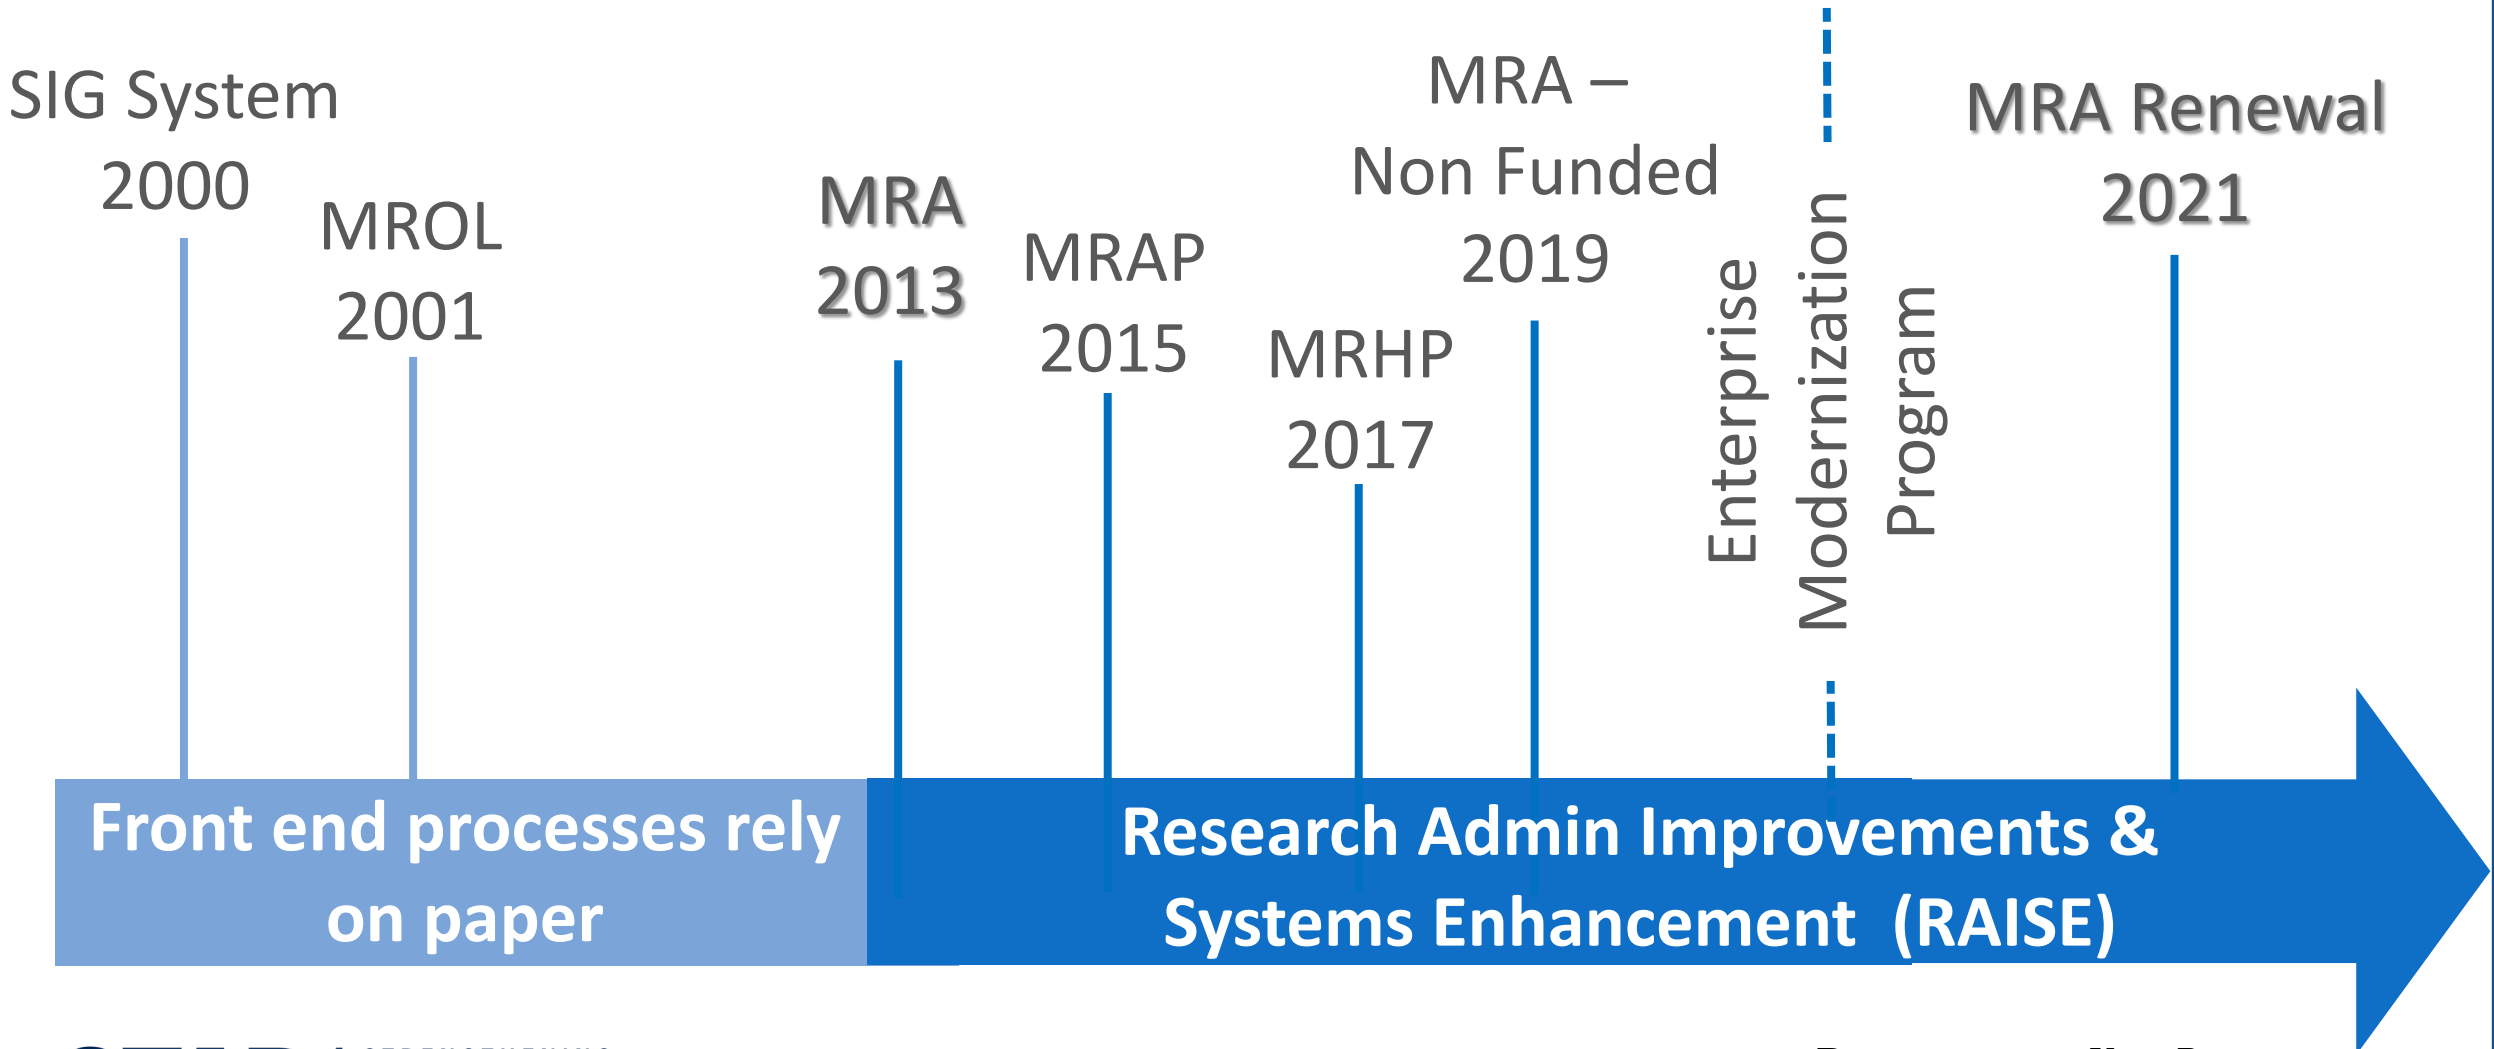 SIG System
2000
MROL
2001
MRA
2013
MRAP
2015
MRHP
2017
MRA –
Non Funded
2019
Enterprise
Modernization
Program
MRA Renewal
2021
Front end processes rely
on paper
Research Admin Improvements &
Systems Enhancement  (RAISE)